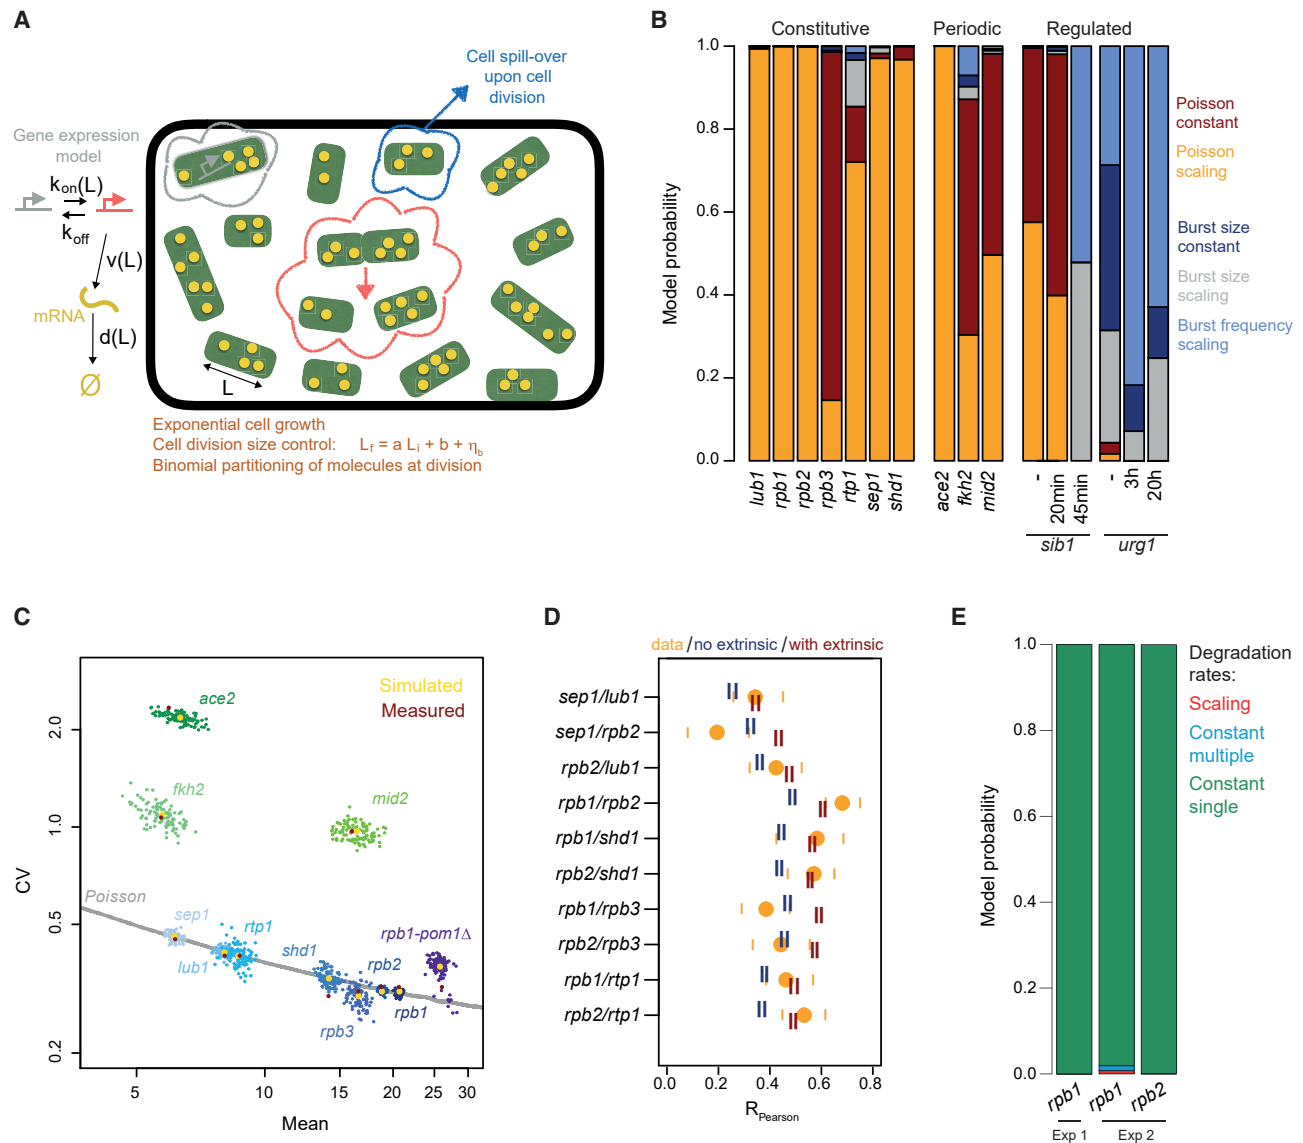 A
Cell spill-over
upon cell
division
Gene expression
model
kon(L)
koff
v(L)
mRNA
d(L)
Ø
L
Exponential cell growth
Cell division size control: Lf = a Li + b + ηb
Binomial partitioning of molecules at division
B
Constitutive Periodic Regulated
Model probability
1.0
0.8
0.6
0.4
0.2
0.0
lub1
rpb1
rpb2
rpb3
rtp1
sep1
shd1
ace2
fkh2
mid2
-
20min
45min
-
3h
20h
sib1
urg1
Poisson
constant
Poisson
scaling
Burst size
constant
Burst size
scaling
Burst frequency
scaling
C
CV
2.0
1.0
0.5
0.2
Simulated
Measured
ace2
fkh2
mid2
Poisson
sep1
rtp1
lub1
shd1
rpb1-pom1Δ
rpb2
rpb1
rpb3
5 10 15 20 25 30
Mean
D
data / no extrinsic / with extrinsic
sep1/lub1
sep1/rpb2
rpb2/lub1
rpb1/rpb2
rpb1/shd1
rpb2/shd1
rpb1/rpb3
rpb2/rpb3
rpb1/rtp1
rpb2/rtp1
0.0 0.2 0.4 0.6 0.8
RPearson
E
Model probability
1.0
0.8
0.6
0.4
0.2
0.0
rpb1
rpb1
rpb2
Exp 1
Exp 2
Degradation
rates:
Scaling
Constant
multiple
Constant
single